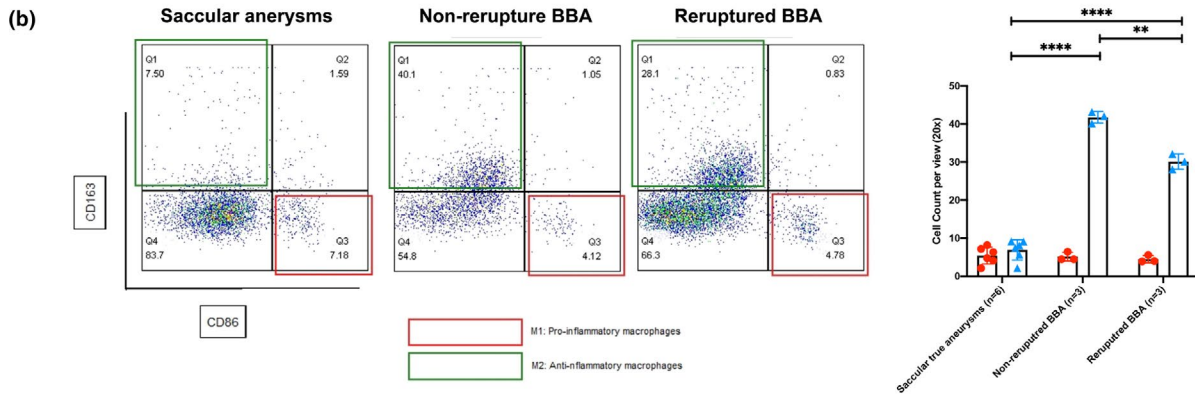 (b)
Saccular anerysms
Non-rerupture BBA
Reruptured BBA
Q1
7.50
Q2
1.59
Q4
83.7
Q3
7.18
Q1
40.1
Q2
1.05
Q4
54.8
Q3
4.12
Q1
28.1
Q2
0.83
Q4
66.3
Q3
4.78
CD163
CD86
M1: Pro-inflammatory macrophages
M2: Anti-nflammatory macrophages
****
****
**
Cell Count per view (20x)
50
40
30
20
10
0
Saccular true aneurysms (n=6)
Non-reruputred BBA (n=3)
Reruputred BBA (n=3)